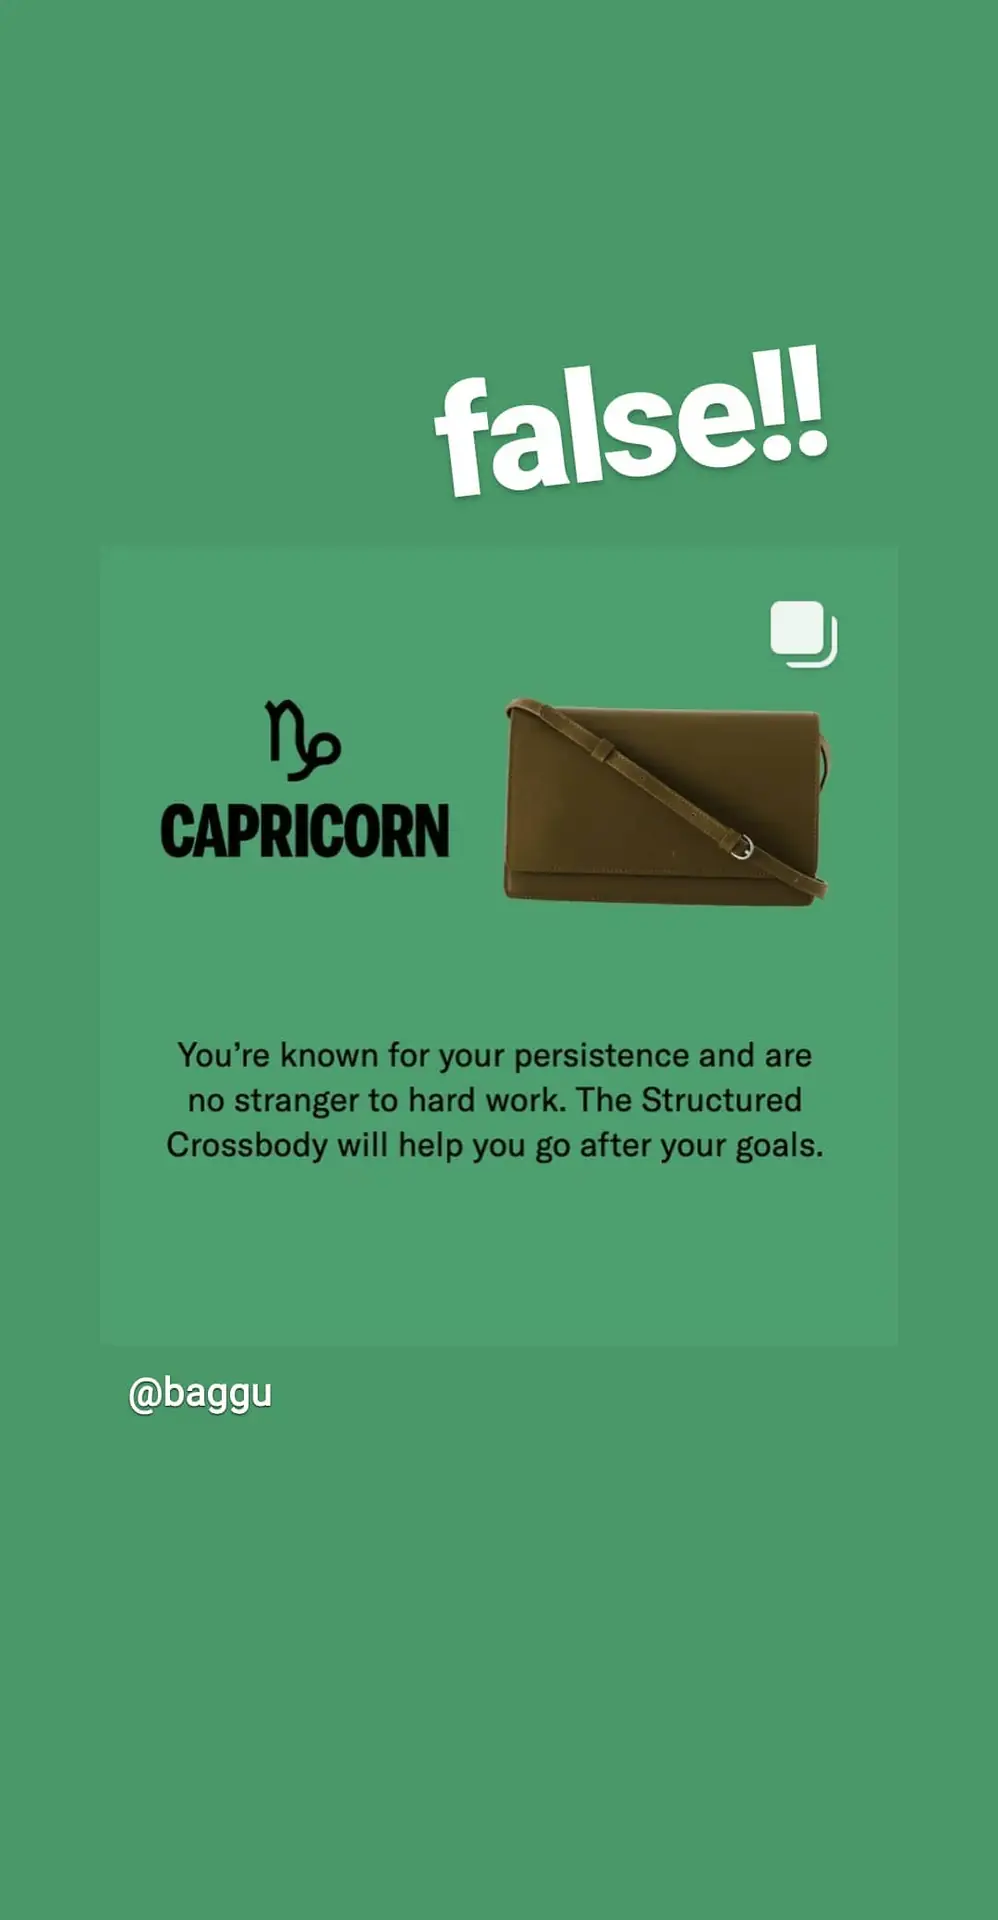 false!!
CAPRICORN
You’re known for your persistence and are
no stranger to hard work. The Structured
Crossbody will help you go after your goals.
@baggu